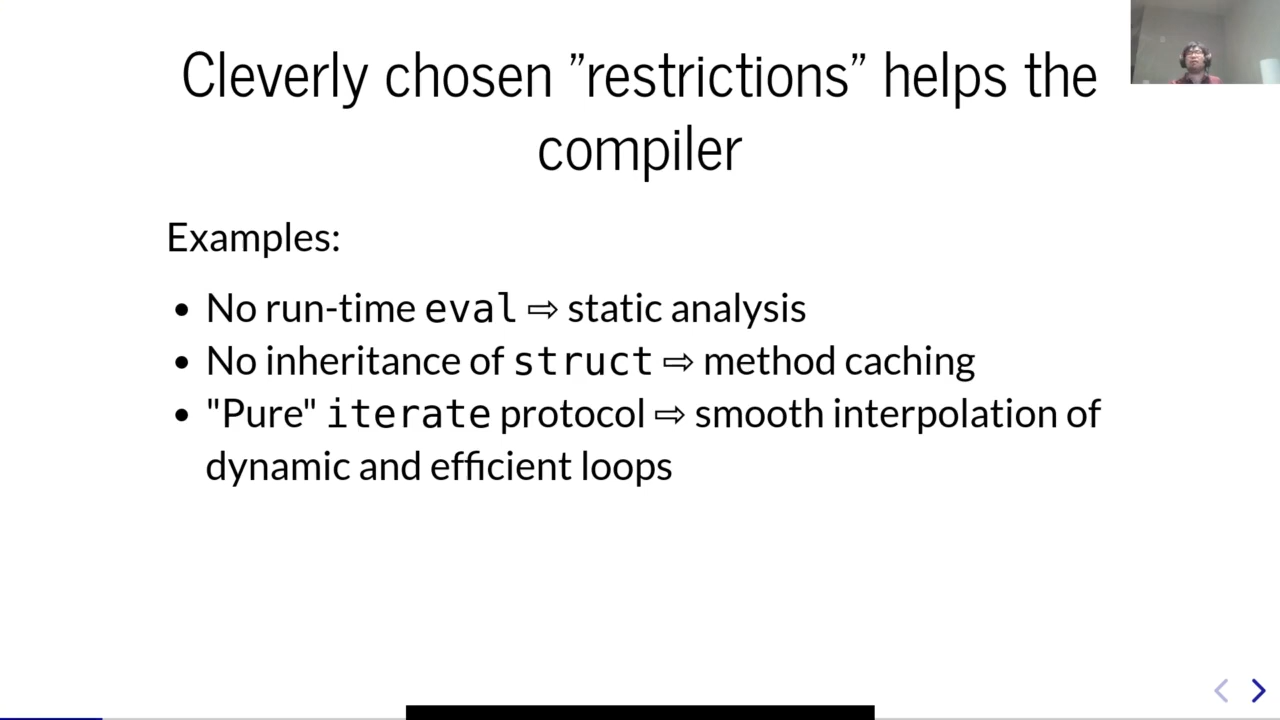 Cleverly chosen ”restrictions” helps the
compiler
Examples:
• No run-time eval ⇨ static analysis
• No inheritance of struct ⇨ method caching
• "Pure" iterate protocol ⇨ smooth interpolation of
dynamic and efficient loops